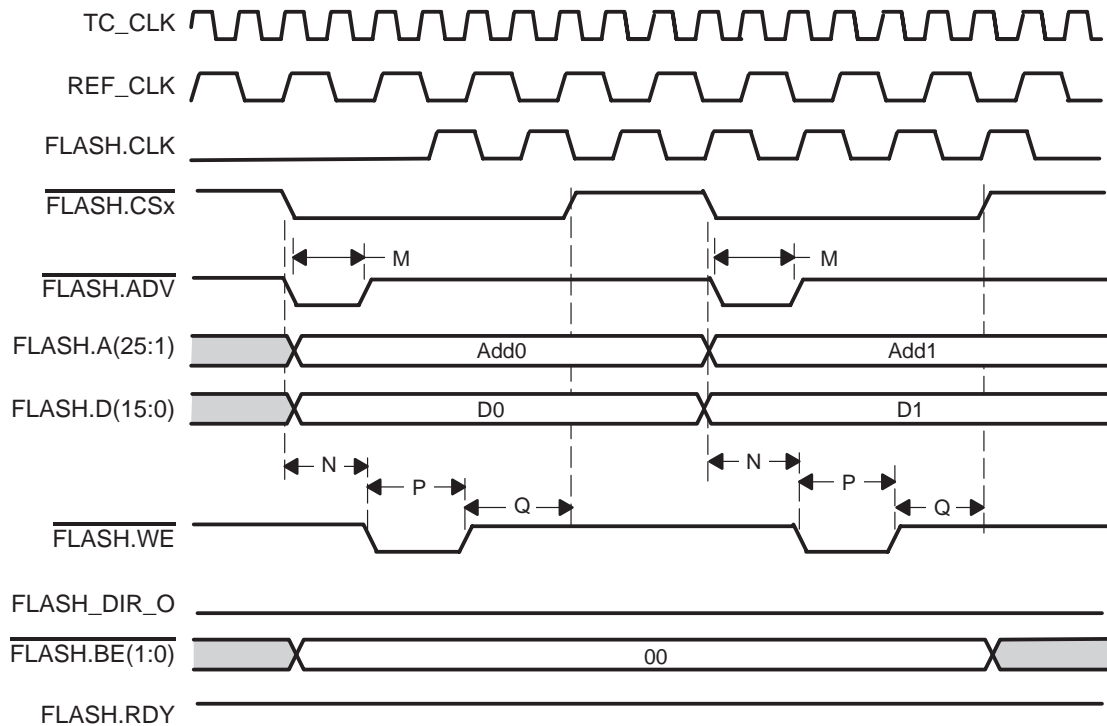 TC_CLK
REF_CLK
FLASH.CLK
FLASH.CSx
M M
FLASH.ADV
FLASH.A(25:1) Add0 Add1
FLASH.D(15:0) D0 D1
N N
P P
Q Q
FLASH.WE
FLASH_DIR_O
FLASH.BE(1:0) 00
FLASH.RDY